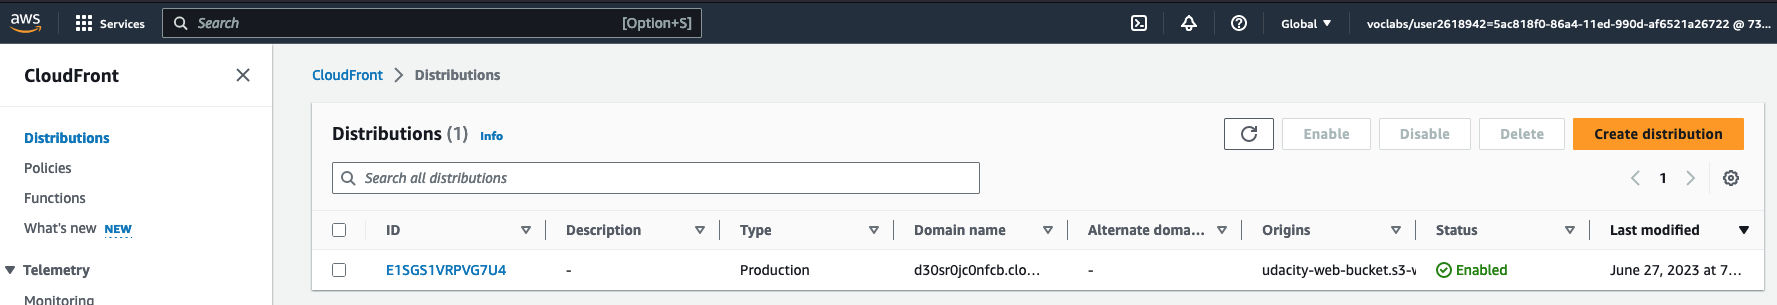 aws Services Search [Option+S] Global voclabs/user2618942=5ac818f0-86a4-11ed-990d-af6521a26722 @ 73...
CloudFront
Distributions
Policies
Functions
What's new NEW
Telemetry
Monitoring
CloudFront Distributions
Distributions (1) Info Enable Disable Delete Create distribution
Search all distributions 1
ID Description Type Domain name Alternate doma... Origins Status Last modified
E1SGS1VRPVG7U4 - Production d30sr0jc0nfcb.clo... - udacity-web-bucket.s3-w Enabled June 27, 2023 at 7...